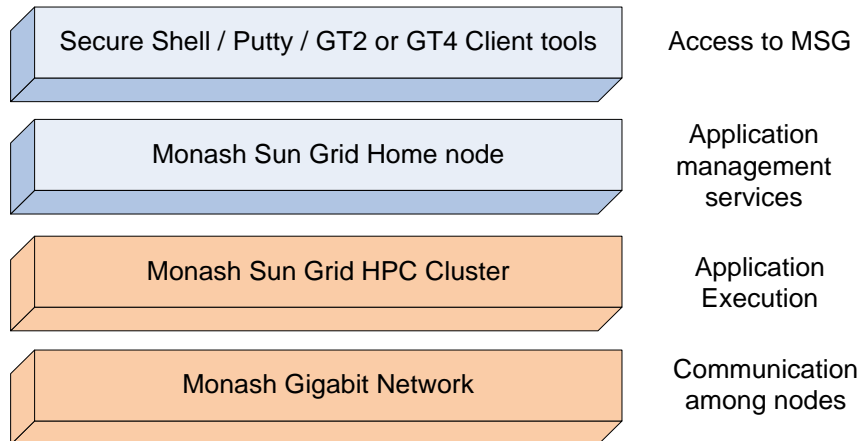 Secure Shell / Putty / GT2 or GT4 Client tools
Access to MSG
Monash Sun Grid Home node
Application
management
services
Monash Sun Grid HPC Cluster
Application
Execution
Monash Gigabit Network
Communication
among nodes